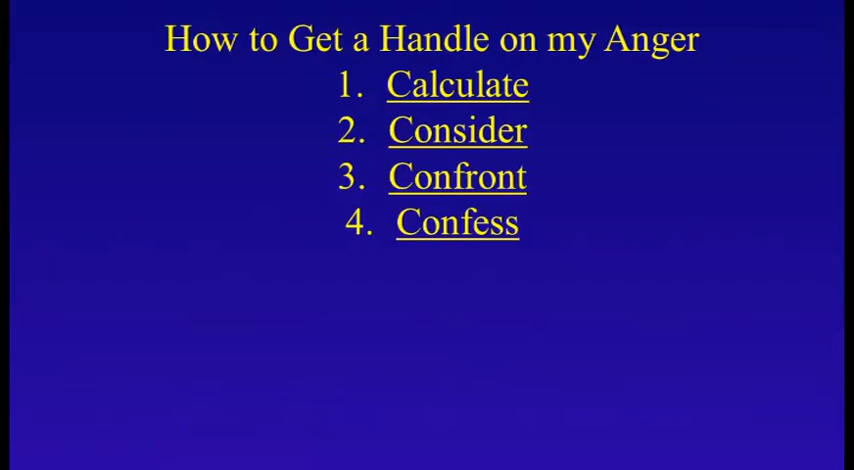 How to Get a Handle on my Anger
1. Calculate
2. Consider
3. Confront
4. Confess